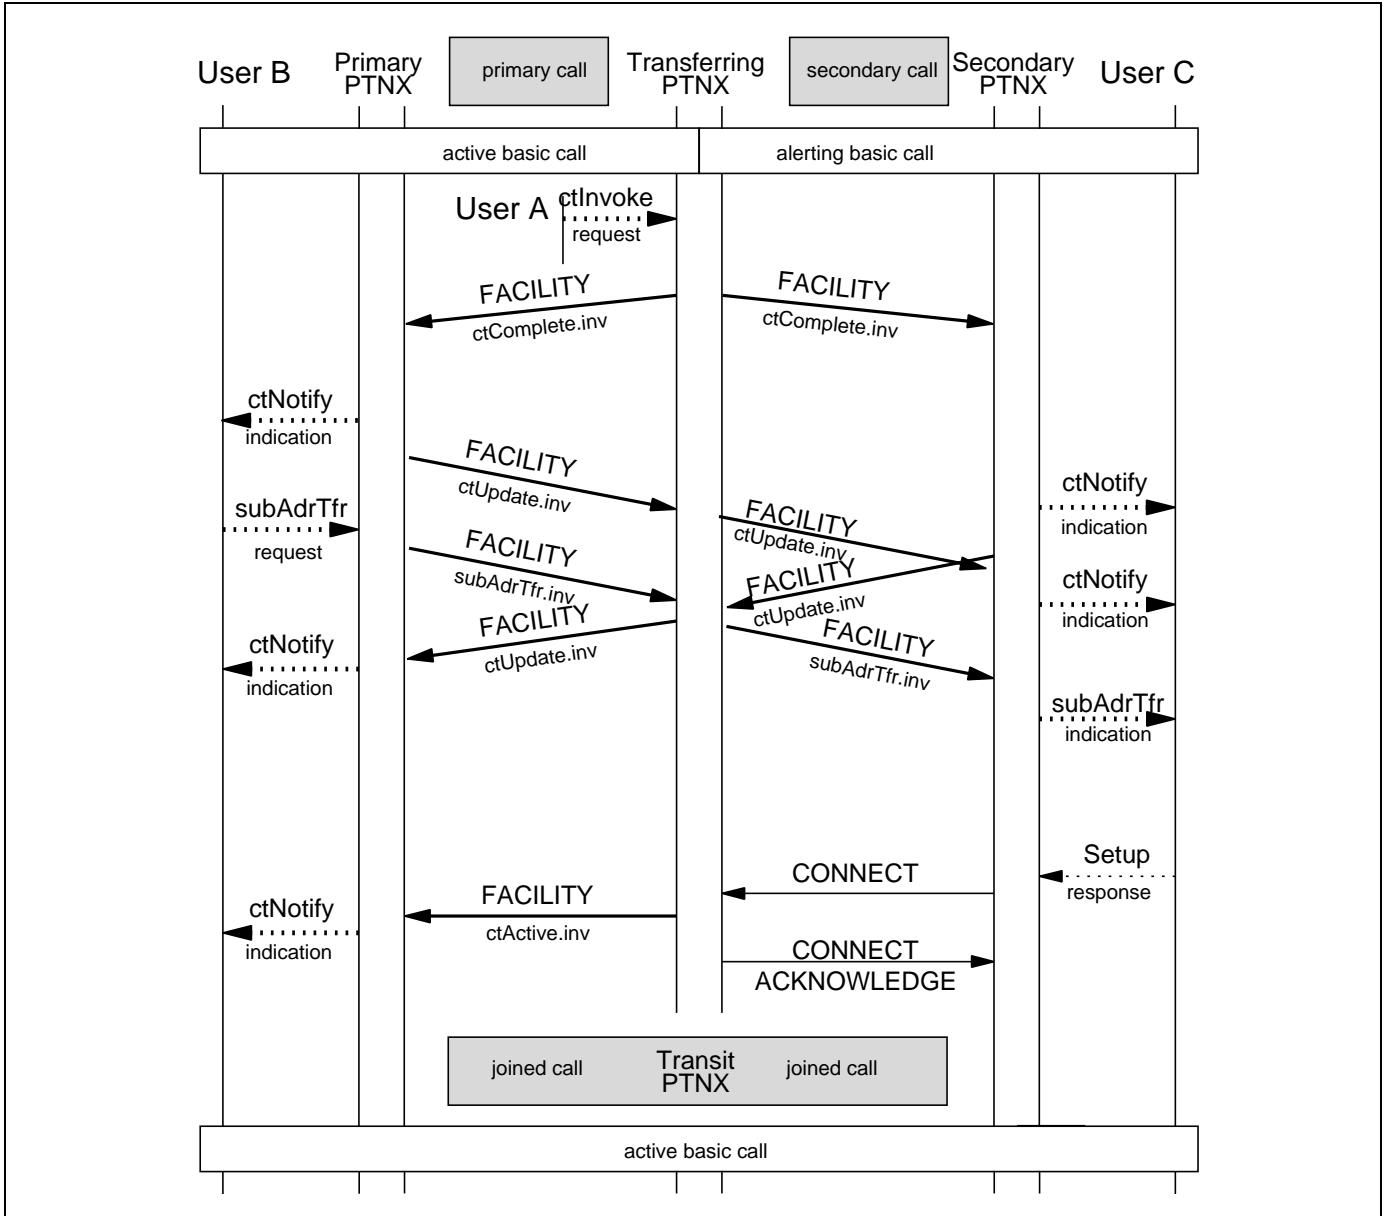 User B
Primary
PTNX
primary call
Transferring
PTNX
secondary call
Secondary
PTNX
User C
active basic call
alerting basic call
User A
ctInvoke
request
FACILITY
ctComplete.inv
FACILITY
ctComplete.inv
ctNotify
indication
FACILITY
ctUpdate.inv
ctNotify
indication
subAdrTfr
request
FACILITY
ctUpdate.inv
FACILITY
subAdrTfr.inv
FACILITY
ctUpdate.inv
ctNotify
indication
FACILITY
ctUpdate.inv
FACILITY
subAdrTfr.inv
ctNotify
indication
subAdrTfr
indication
Setup
response
CONNECT
FACILITY
ctActive.inv
ctNotify
indication
CONNECT
ACKNOWLEDGE
joined call
Transit
PTNX
joined call
active basic call